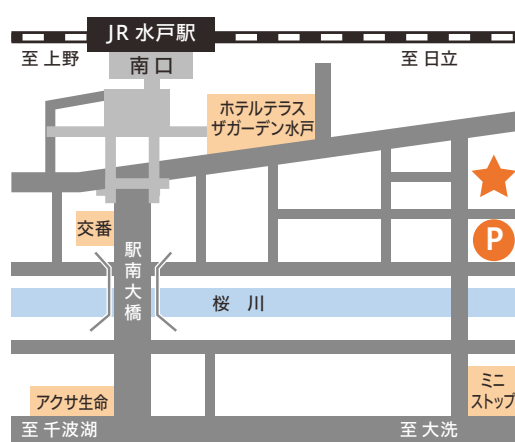 JR 水戸駅
南口
至 上野
至 日立
ホテルテラス
ザガーデン水戸
P
交番
駅南大橋
桜 川
ミニ
ストップ
アクサ生命
至 千波湖
至 大洗